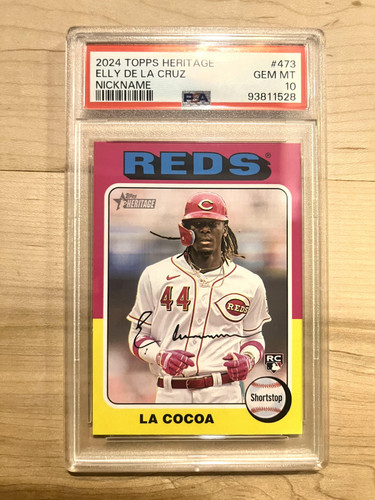 2024 TOPPS HERITAGE #473
ELLY DE LA CRUZ GEM MT
NICKNAME 10
PSA 93811528
REDS
HERITAGE
44 REDS
RC
Shortstop
LA COCOA